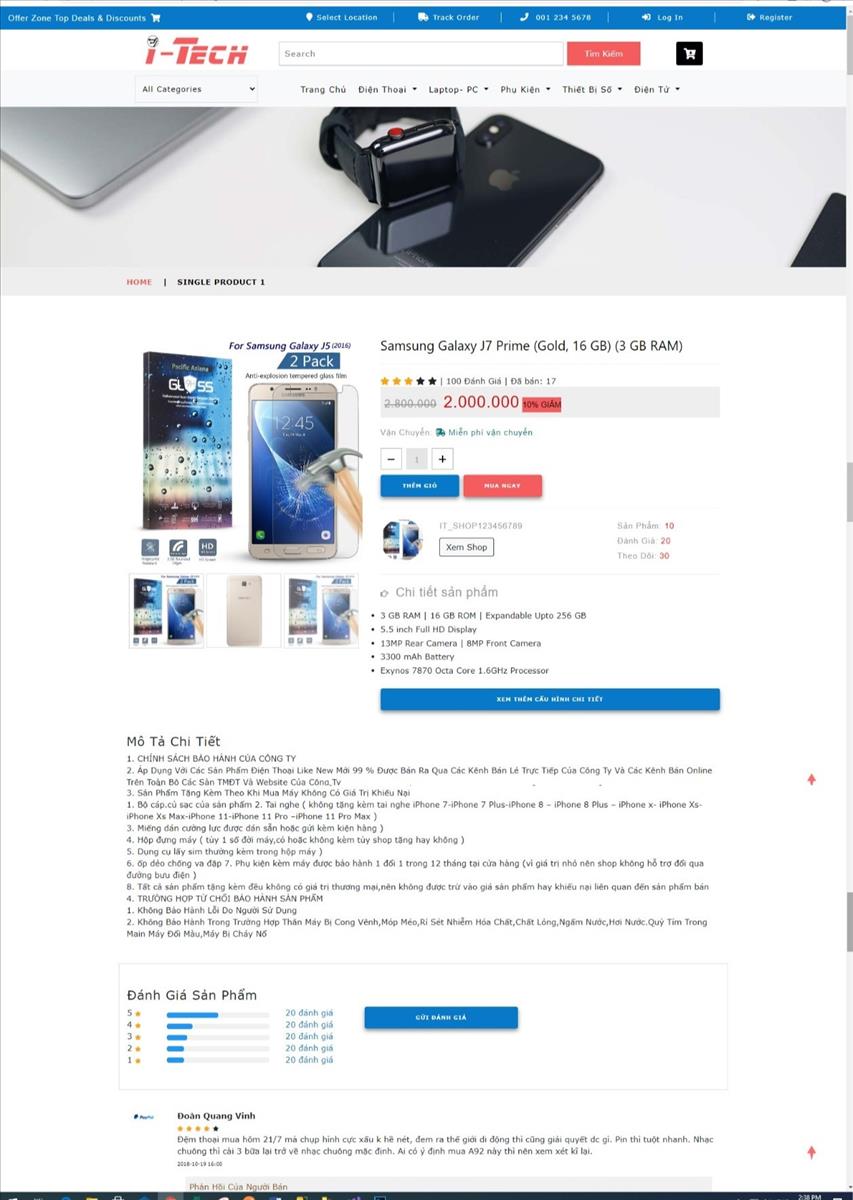 Offer Zone Top Deals & Discounts
Select Location
Track Order
001 234 5678
Log In
Register
i-TECH
Search
Tìm Kiếm
All Categories
Trang Chủ
Điện Thoại
Laptop- PC
Phụ Kiện
Thiết Bị Số
Điện Tử
HOME | SINGLE PRODUCT 1
For Samsung Galaxy J5 (2016)
2 Pack
Anti-explosion tempered glass film
Pacific Asiana
12:45
HD
Samsung Galaxy J7 Prime (Gold, 16 GB) (3 GB RAM)
| 100 Đánh Giá | Đã bán: 17
2.800.000 2.000.000 10% GIẢM
Vận Chuyển: Miễn phí vận chuyển
− 1 +
THÊM GIỎ
MUA NGAY
IT_SHOP123456789
Xem Shop
Sản Phẩm: 10
Đánh Giá: 20
Theo Dõi: 30
Chi tiết sản phẩm
3 GB RAM | 16 GB ROM | Expandable Upto 256 GB
5.5 inch Full HD Display
13MP Rear Camera | 8MP Front Camera
3300 mAh Battery
Exynos 7870 Octa Core 1.6GHz Processor
XEM THÊM CẤU HÌNH CHI TIẾT
Mô Tả Chi Tiết
1. CHÍNH SÁCH BẢO HÀNH CỦA CÔNG TY
2. Áp Dụng Với Các Sản Phẩm Điện Thoại Like New Mới 99 % Được Bán Ra Qua Các Kênh Bán Lẻ Trực Tiếp Của Công Ty Và Các Kênh Bán Online
Trên Toàn Bộ Các Sàn TMĐT Và Website Của Công Ty
3. Sản Phẩm Tặng Kèm Theo Khi Mua Máy Không Có Giá Trị Khiếu Nại
1. Bộ cáp.củ sạc của sản phẩm 2. Tai nghe ( không tặng kèm tai nghe iPhone 7-iPhone 7 Plus-iPhone 8 – iPhone 8 Plus – iPhone x- iPhone Xs-
iPhone Xs Max-iPhone 11-iPhone 11 Pro –iPhone 11 Pro Max )
3. Miếng dán cường lực được dán sẵn hoặc gửi kèm kiện hàng )
4. Hộp đựng máy ( tùy 1 số đời máy,có hoặc không kèm tùy shop tặng hay không )
5. Dụng cụ lấy sim thường kèm trong hộp máy )
6. ốp dẻo chống va đập 7. Phụ kiện kèm máy được bảo hành 1 đổi 1 trong 12 tháng tại cửa hàng (vì giá trị nhỏ nên shop không hỗ trợ đổi qua
đường bưu điện )
8. Tất cả sản phẩm tặng kèm đều không có giá trị thương mại,nên không được trừ vào giá sản phẩm hay khiếu nại liên quan đến sản phẩm bán
4. TRƯỜNG HỢP TỪ CHỐI BẢO HÀNH SẢN PHẨM
1. Không Bảo Hành Lỗi Do Người Sử Dụng
2. Không Bảo Hành Trong Trường Hợp Thân Máy Bị Cong Vênh,Móp Méo,Rỉ Sét Nhiễm Hóa Chất,Chất Lỏng,Ngấm Nước,Hơi Nước.Quỳ Tím Trong
Main Máy Đổi Màu,Máy Bị Cháy Nổ
Đánh Giá Sản Phẩm
5 20 đánh giá
4 20 đánh giá
3 20 đánh giá
2 20 đánh giá
1 20 đánh giá
GỬI ĐÁNH GIÁ
PayPal
Đoàn Quang Vinh
Đệm thoại mua hôm 21/7 mà chụp hình cực xấu k hề nét, đem ra thế giới di động thì cũng giải quyết dc gì. Pin thì tuột nhanh. Nhạc
chuông thì cài 3 bữa lại trở về nhạc chuông mặc định. Ai có ý định mua A92 này thì nên xem xét kĩ lại.
2018-10-19 16:00
Phản Hồi Của Người Bán
2:38 PM